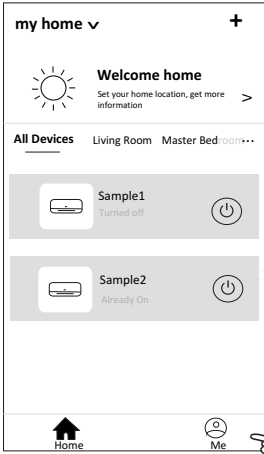 my home
Welcome home
Set your home location, get more
information
All Devices Living Room Master Bedroom
Sample1
Turned off
Sample2
Already On
Home Me